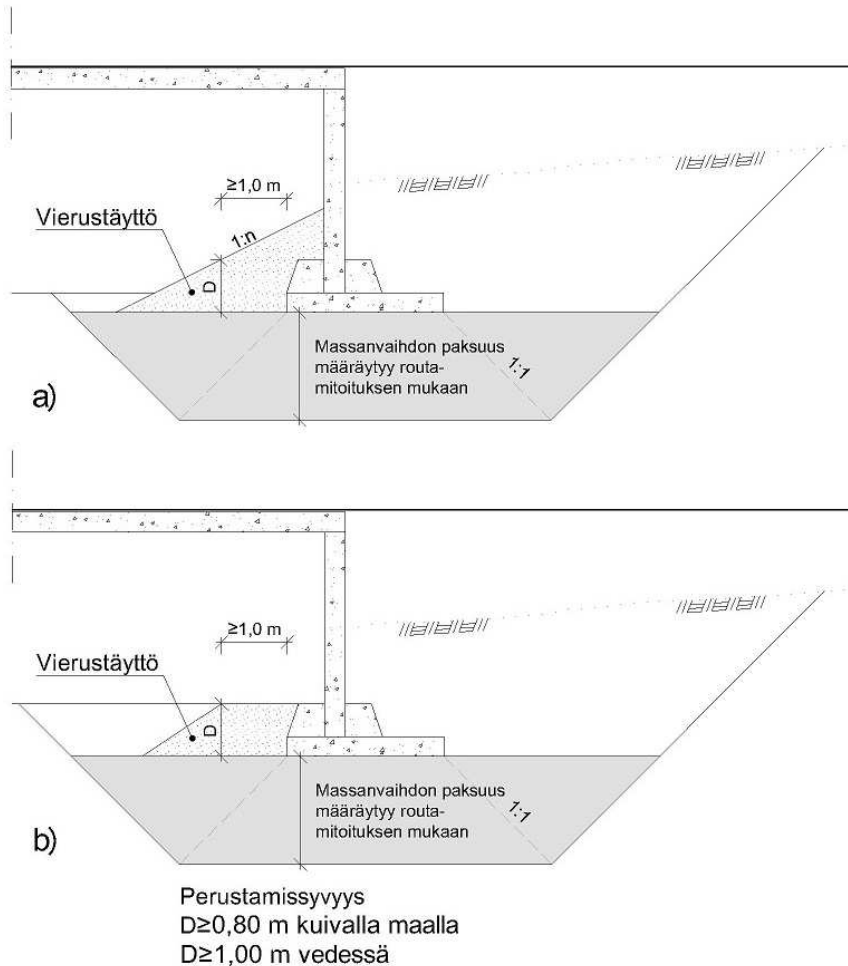 ≥1,0 m
Vierustäyttö
1:n
D
Massanvaihdon paksuus
määräytyy routa-
mitoituksen mukaan
1:1
a)
≥1,0 m
Vierustäyttö
D
Massanvaihdon paksuus
määräytyy routa-
mitoituksen mukaan
1:1
b)
Perustamissyvyys
D≥0,80 m kuivalla maalla
D≥1,00 m vedessä